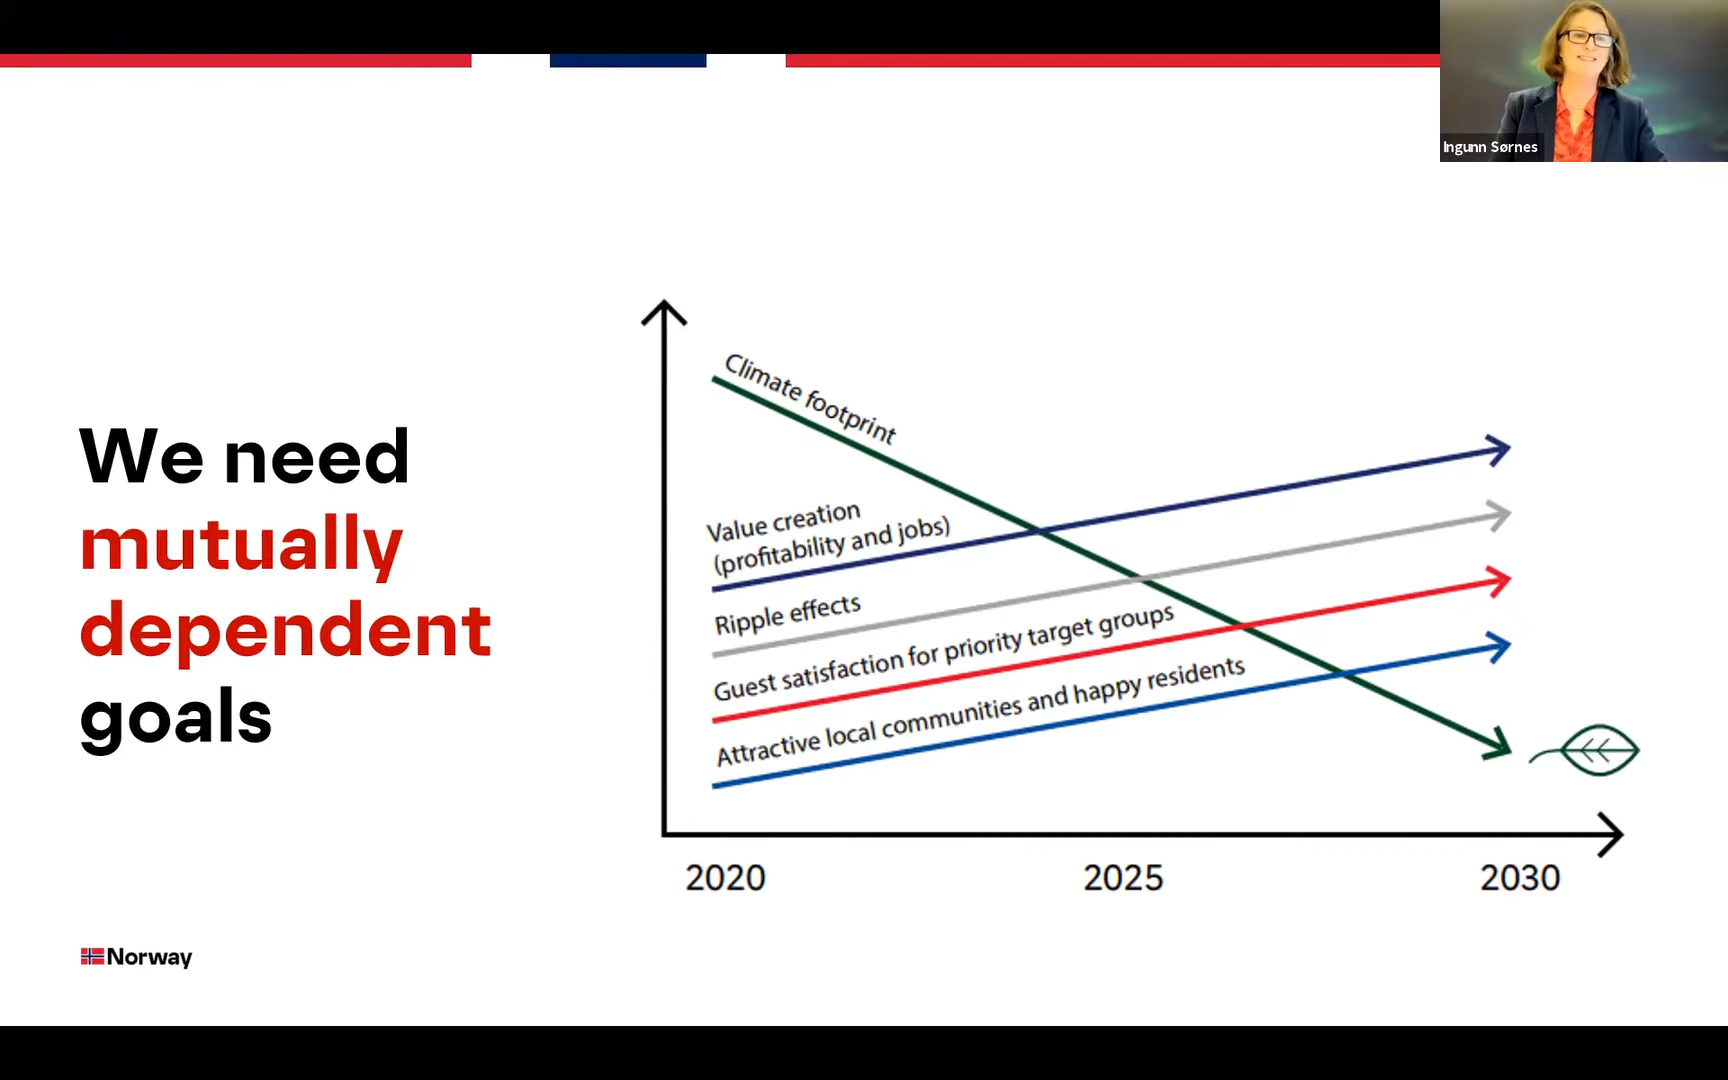 Ingunn Sørnes
We need
mutually
dependent
goals
Climate footprint
Value creation
(profitability and jobs)
Ripple effects
Guest satisfaction for priority target groups
Attractive local communities and happy residents
2020
2025
2030
Norway